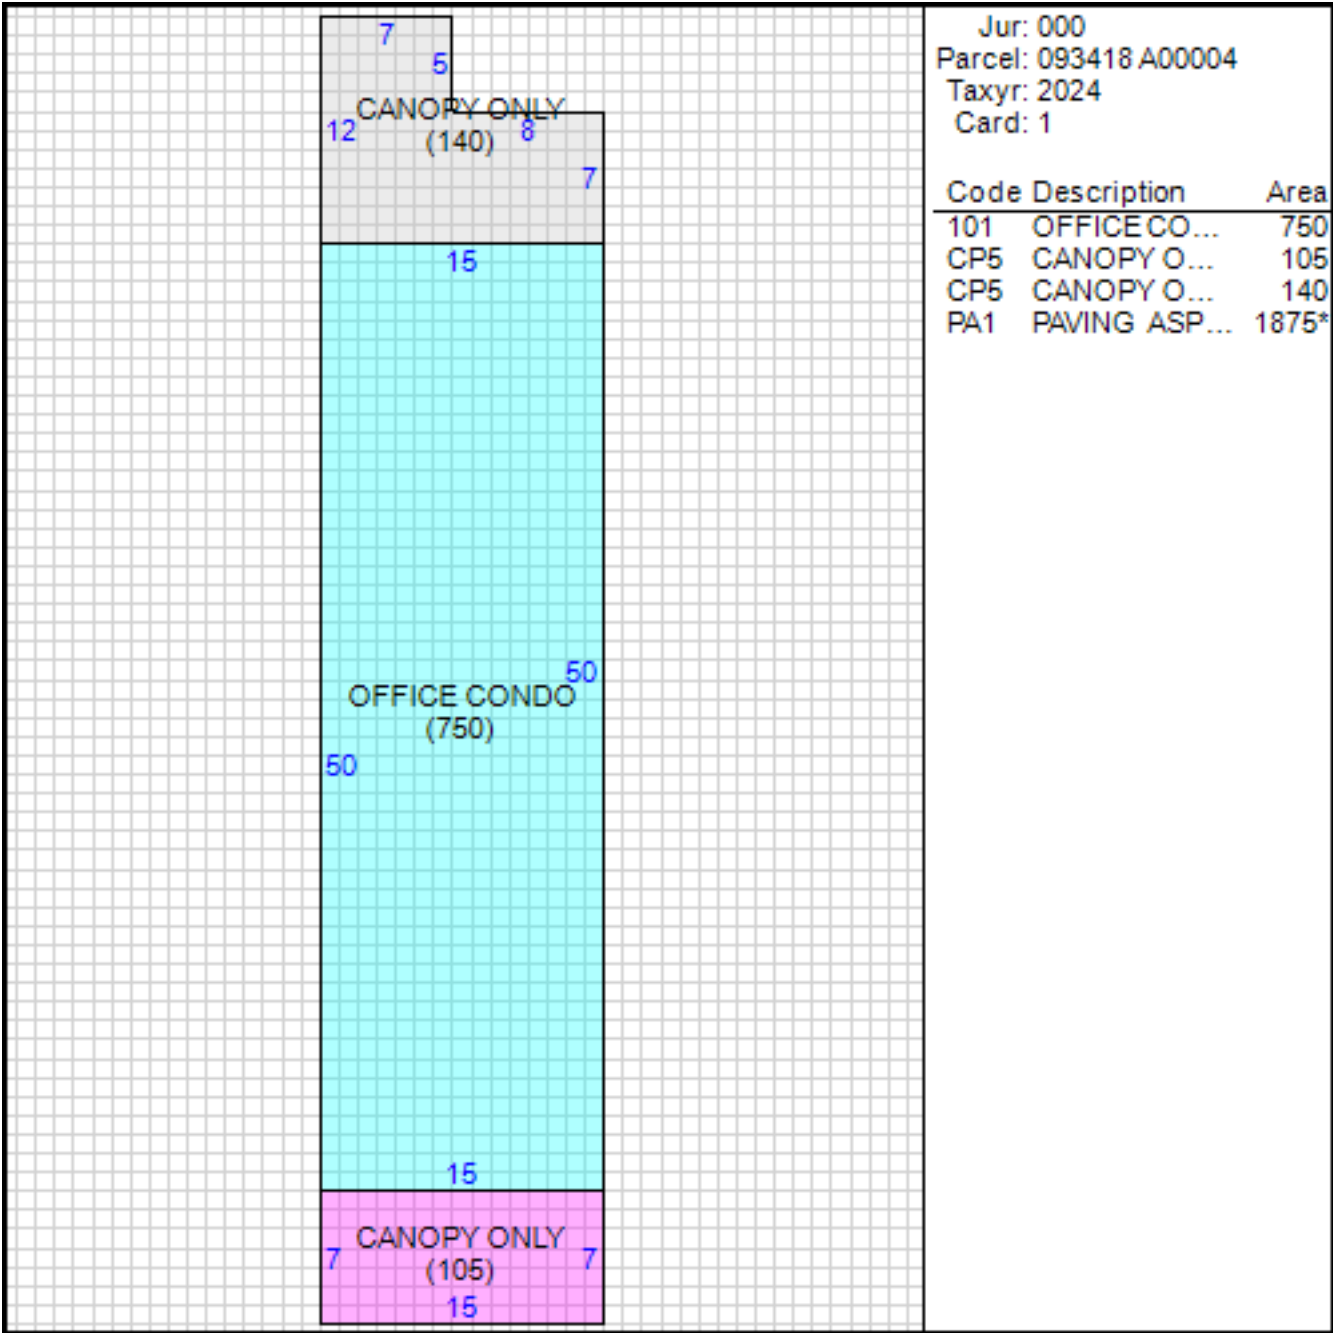 7
5
CANOPY ONLY
12
8
(140)
7
15
50
OFFICE CONDO
(750)
50
15
CANOPY ONLY
7
7
(105)
15
Jur: 000
Parcel: 093418 A00004
Taxyr: 2024
Card: 1
Code Description Area
101 OFFICE CO... 750
CP5 CANOPY O... 105
CP5 CANOPY O... 140
PA1 PAVING ASP... 1875*